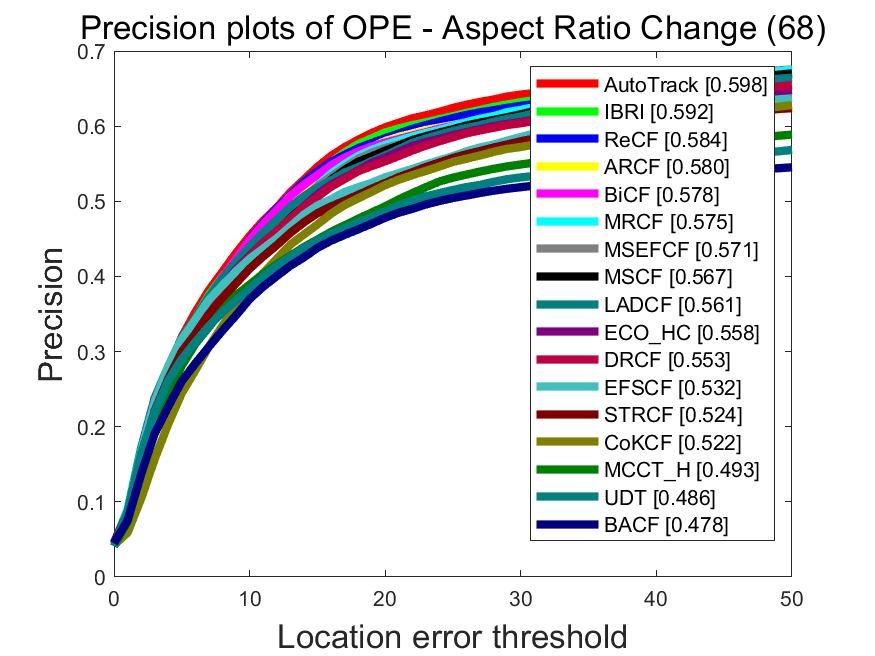 Precision plots of OPE - Aspect Ratio Change (68)
0.7
0.6
0.5
0.4
0.3
0.2
0.1
0
Precision
AutoTrack [0.598]
IBRI [0.592]
ReCF [0.584]
ARCF [0.580]
BiCF [0.578]
MRCF [0.575]
MSEFCF [0.571]
MSCF [0.567]
LADCF [0.561]
ECO_HC [0.558]
DRCF [0.553]
EFSCF [0.532]
STRCF [0.524]
CoKCF [0.522]
MCCT_H [0.493]
UDT [0.486]
BACF [0.478]
0 10 20 30 40 50
Location error threshold